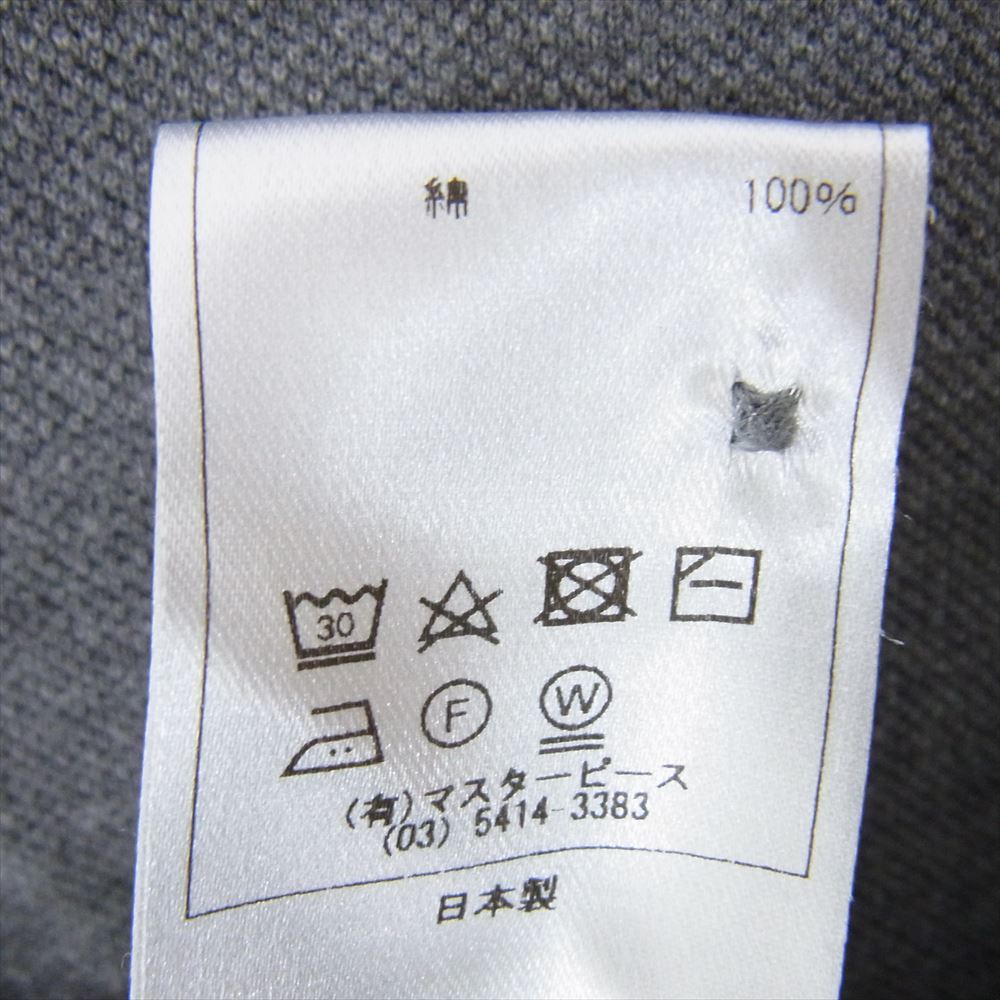 綿 100%
30
F W
(有)マスターピース
(03) 5414-3383
日本製